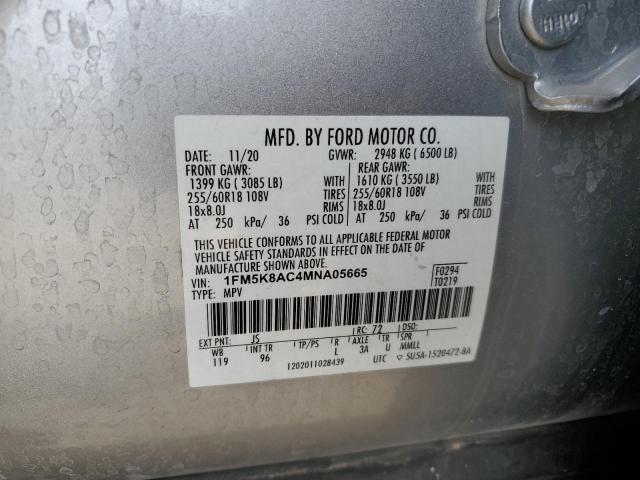 MFD. BY FORD MOTOR CO.
DATE: 11/20 GVWR: 2948 KG (6500 LB)
FRONT GAWR: REAR GAWR:
1399 KG (3085 LB) WITH 1610 KG (3550 LB) WITH
255/60R18 108V TIRES 255/60R18 108V TIRES
18x8.0J RIMS 18x8.0J RIMS
AT 250 kPa/ 36 PSI COLD AT 250 kPa/ 36 PSI COLD
THIS VEHICLE CONFORMS TO ALL APPLICABLE FEDERAL MOTOR
VEHICLE SAFETY STANDARDS IN EFFECT ON THE DATE OF
MANUFACTURE SHOWN ABOVE.
VIN: 1FM5K8AC4MNA05665 F0294
TYPE: MPV T0219
EXT PNT: JS RC: 72 DSO:
WB INT TR TP/PS R AXLE TR SPR
119 96 L 3A U MMLL
1202011028439 UTC ▽ SU5A-1520472-8A